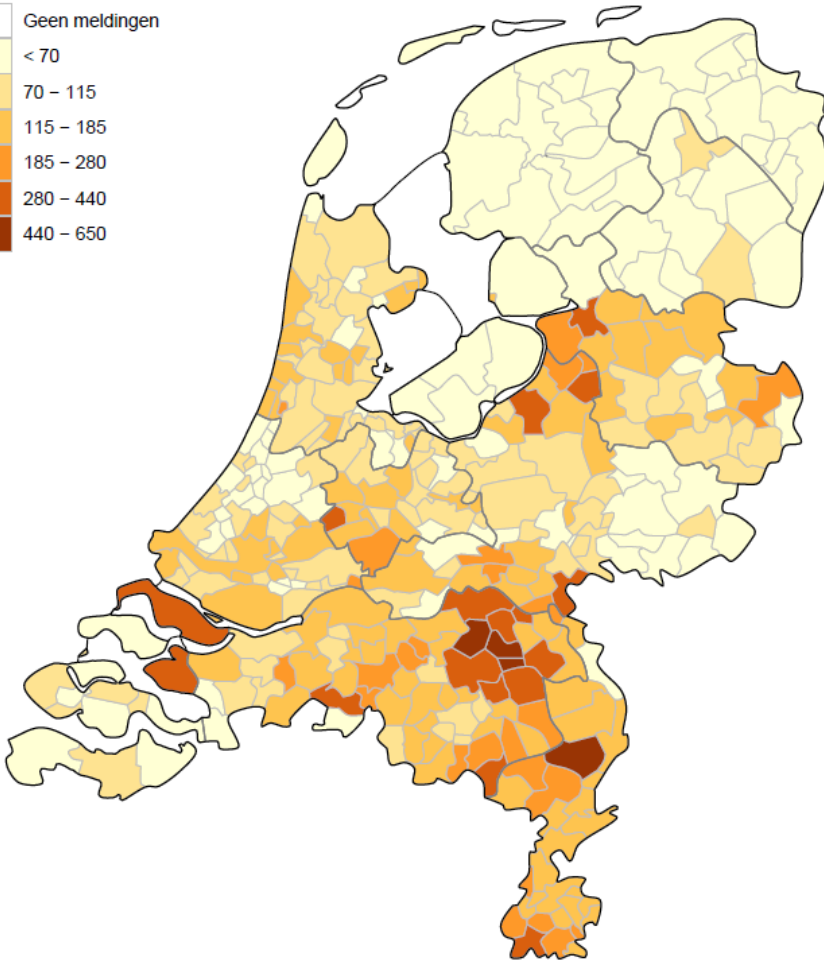 Geen meldingen
< 70
70 – 115
115 – 185
185 – 280
280 – 440
440 – 650